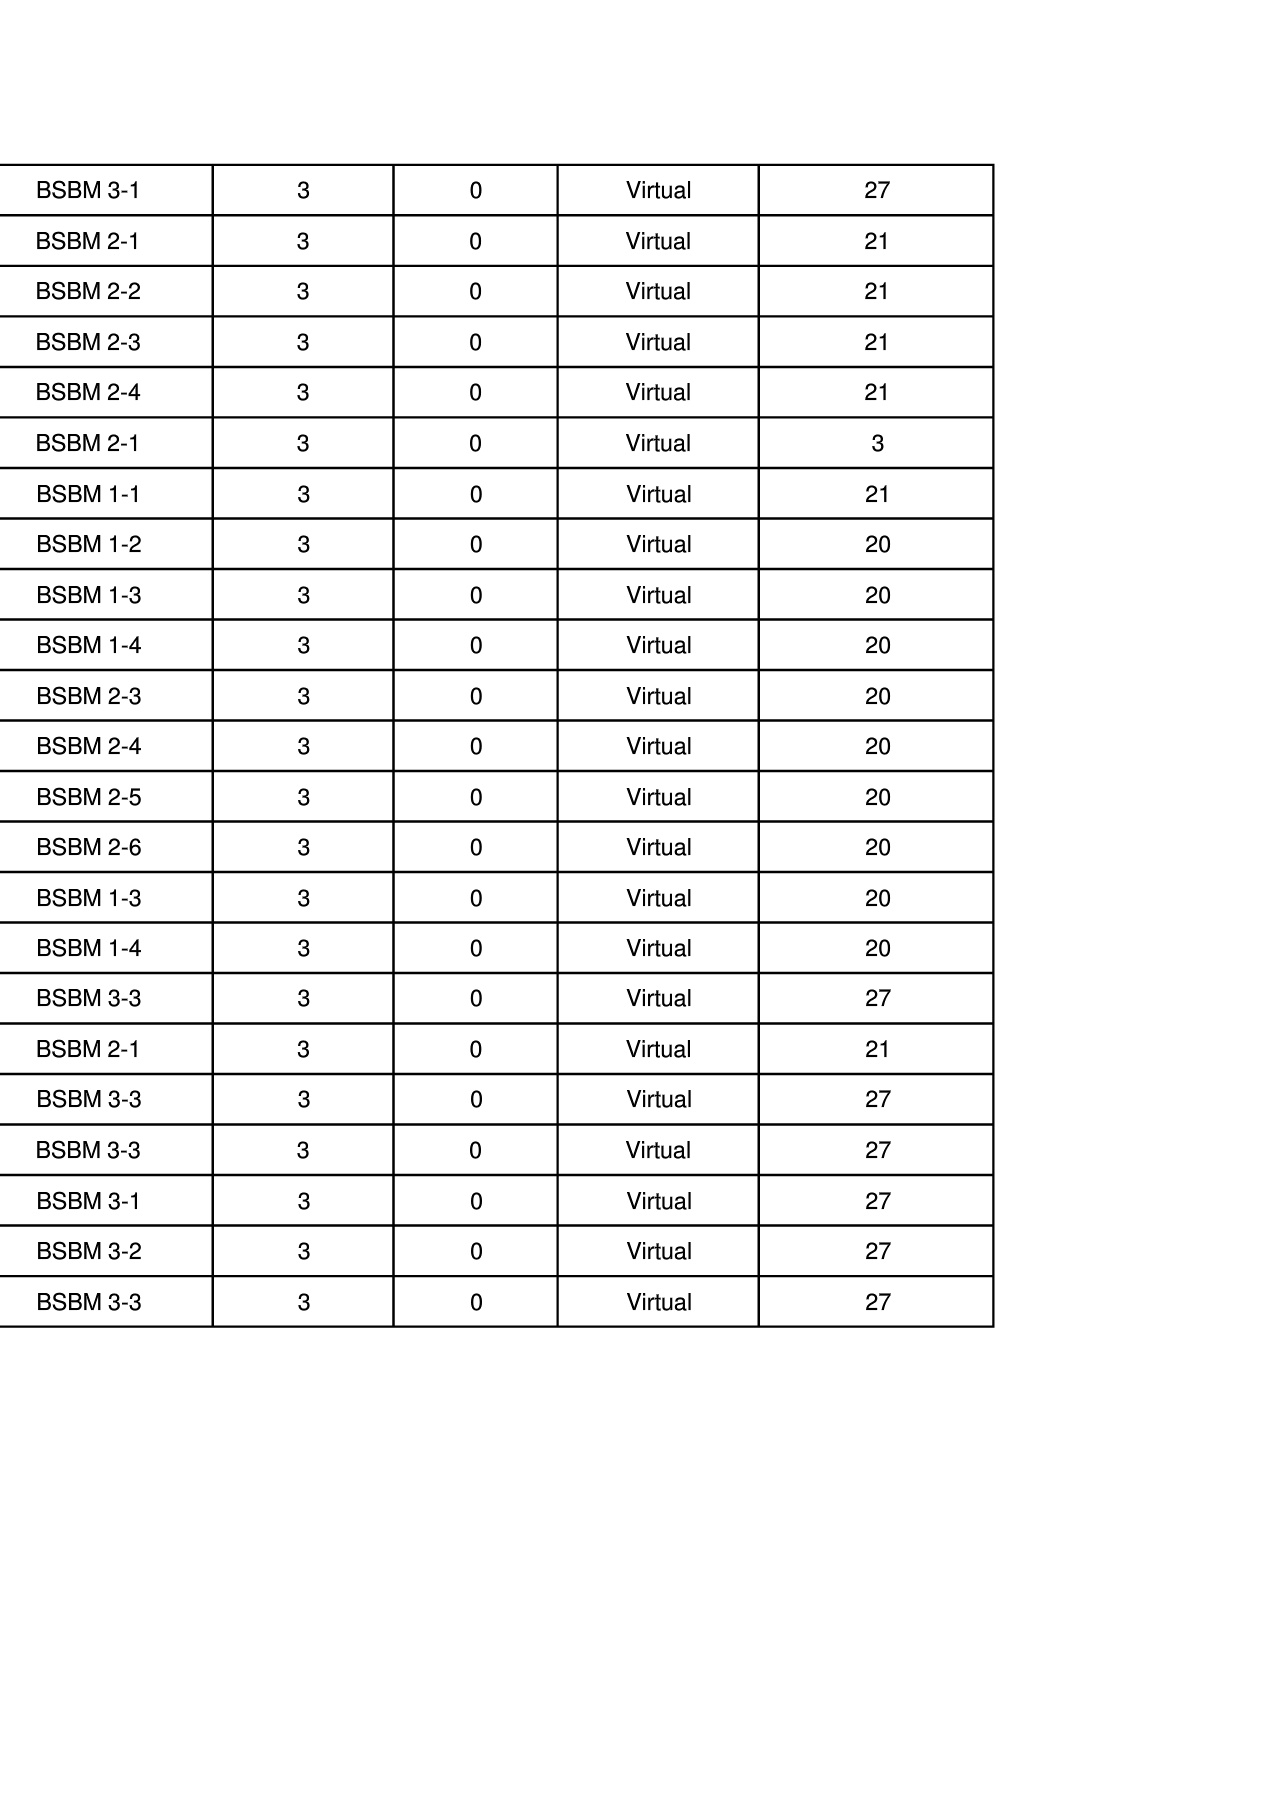 BSBM 3-1 3 0 Virtual 27
BSBM 2-1 3 0 Virtual 21
BSBM 2-2 3 0 Virtual 21
BSBM 2-3 3 0 Virtual 21
BSBM 2-4 3 0 Virtual 21
BSBM 2-1 3 0 Virtual 3
BSBM 1-1 3 0 Virtual 21
BSBM 1-2 3 0 Virtual 20
BSBM 1-3 3 0 Virtual 20
BSBM 1-4 3 0 Virtual 20
BSBM 2-3 3 0 Virtual 20
BSBM 2-4 3 0 Virtual 20
BSBM 2-5 3 0 Virtual 20
BSBM 2-6 3 0 Virtual 20
BSBM 1-3 3 0 Virtual 20
BSBM 1-4 3 0 Virtual 20
BSBM 3-3 3 0 Virtual 27
BSBM 2-1 3 0 Virtual 21
BSBM 3-3 3 0 Virtual 27
BSBM 3-3 3 0 Virtual 27
BSBM 3-1 3 0 Virtual 27
BSBM 3-2 3 0 Virtual 27
BSBM 3-3 3 0 Virtual 27